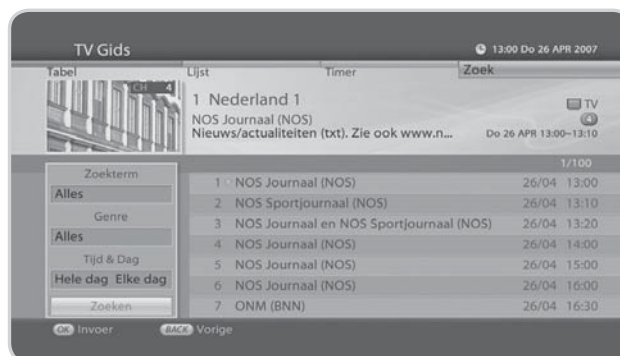 TV Gids 13:00 Do 26 APR 2007
Tabel Lijst Timer Zoek
CH 4
1 Nederland 1 TV
NOS Journaal (NOS) 4
Nieuws/actualiteiten (txt). Zie ook www.n... Do 26 APR 13:00~13:10
1/100
Zoekterm
Alles
Genre
Alles
Tijd & Dag
Hele dag Elke dag
Zoeken
1 NOS Journaal (NOS) 26/04 13:00
2 NOS Sportjournaal (NOS) 26/04 13:10
3 NOS Journaal en NOS Sportjournaal (NOS) 26/04 13:20
4 NOS Journaal (NOS) 26/04 14:00
5 NOS Journaal (NOS) 26/04 15:00
6 NOS Journaal (NOS) 26/04 16:00
7 ONM (BNN) 26/04 16:30
OK Invoer BACK Vorige